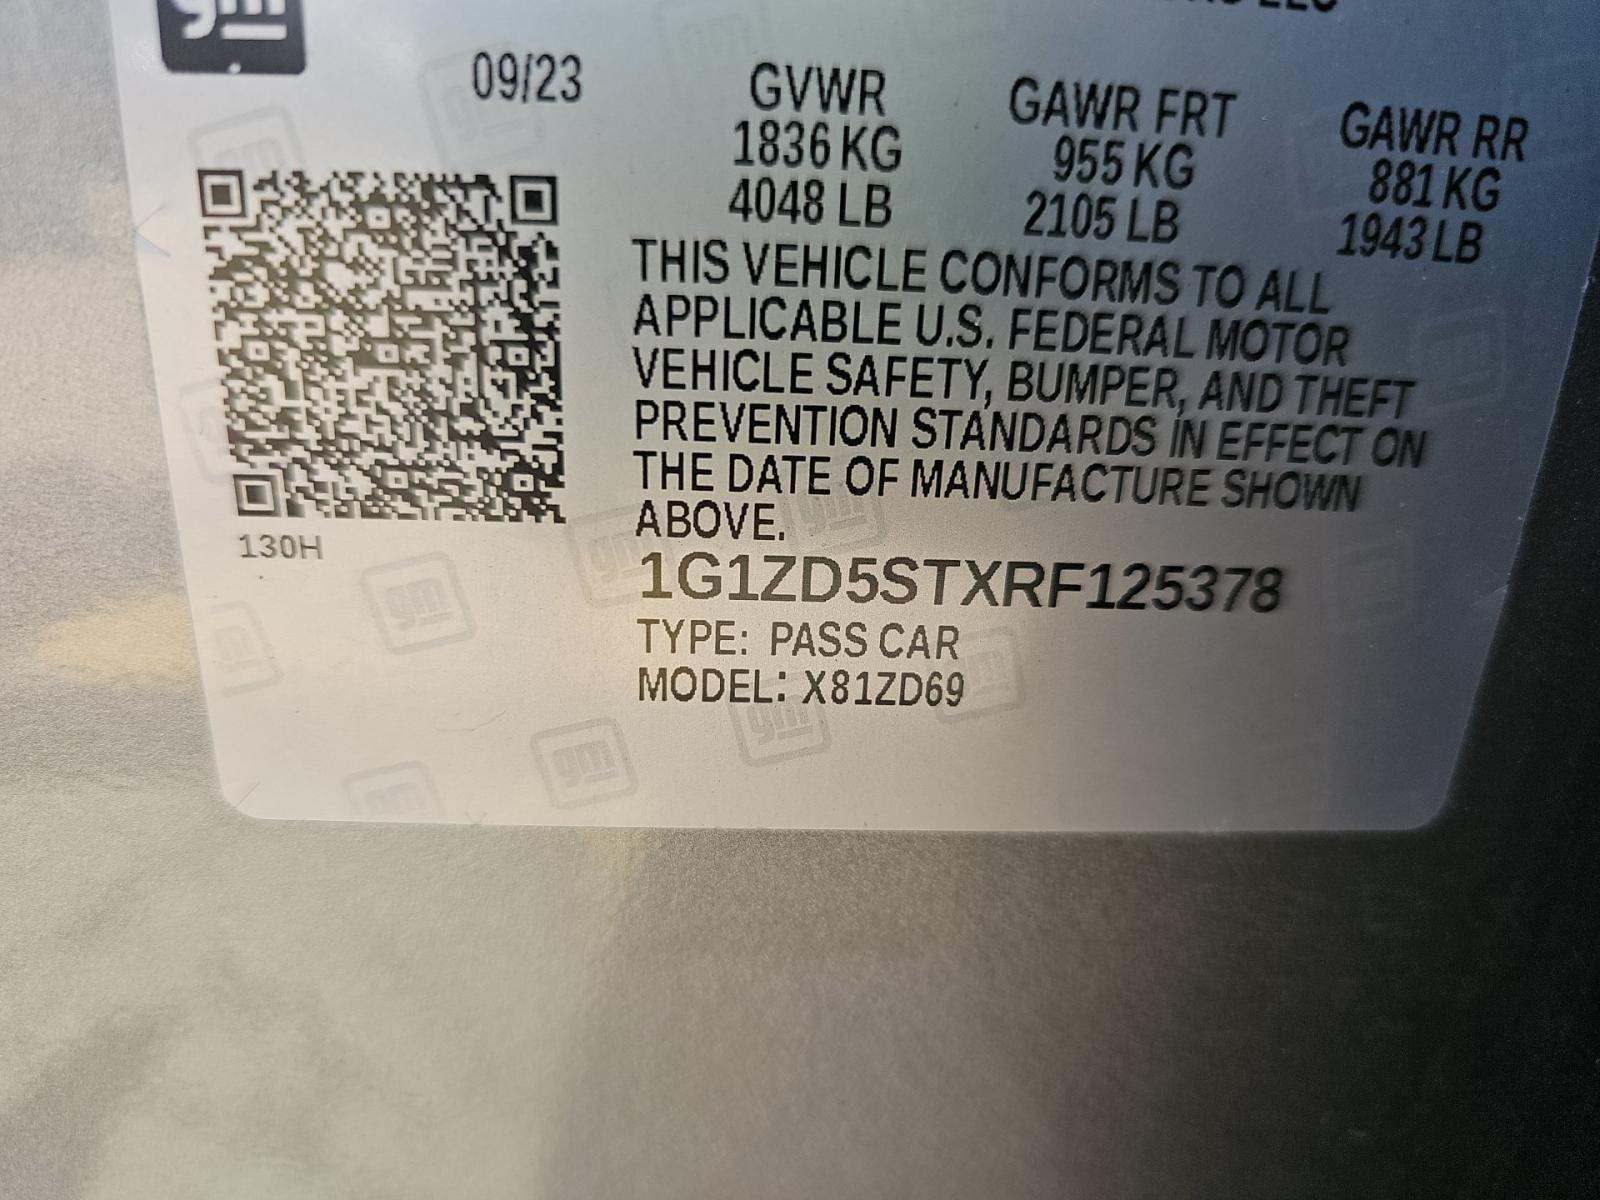 gm
09/23
GVWR
1836 KG
4048 LB
GAWR FRT
955 KG
2105 LB
GAWR RR
881 KG
1943 LB
THIS VEHICLE CONFORMS TO ALL
APPLICABLE U.S. FEDERAL MOTOR
VEHICLE SAFETY, BUMPER, AND THEFT
PREVENTION STANDARDS IN EFFECT ON
THE DATE OF MANUFACTURE SHOWN
ABOVE.
130H
1G1ZD5STXRF125378
TYPE: PASS CAR
MODEL: X81ZD69